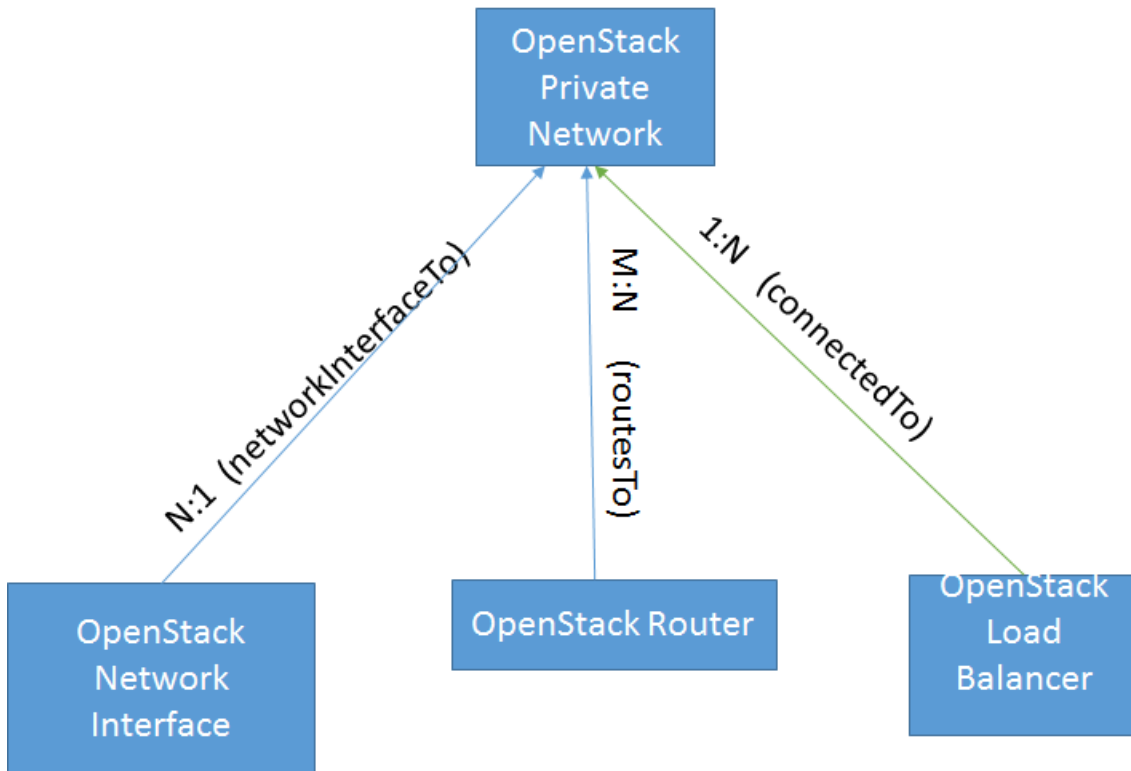 OpenStack
Private
Network
N:1 (networkInterfaceTo)
M:N (routesTo)
1:N (connectedTo)
OpenStack
Network
Interface
OpenStack Router
OpenStack
Load
Balancer